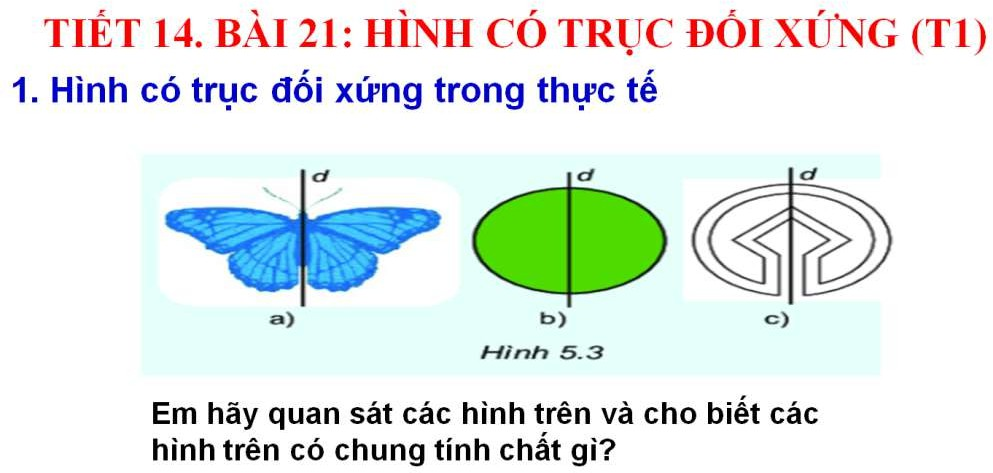 TIẾT 14. BÀI 21: HÌNH CÓ TRỤC ĐỐI XỨNG (T1)
1. Hình có trục đối xứng trong thực tế
d d d
a) b) c)
Hình 5.3
Em hãy quan sát các hình trên và cho biết các
hình trên có chung tính chất gì?